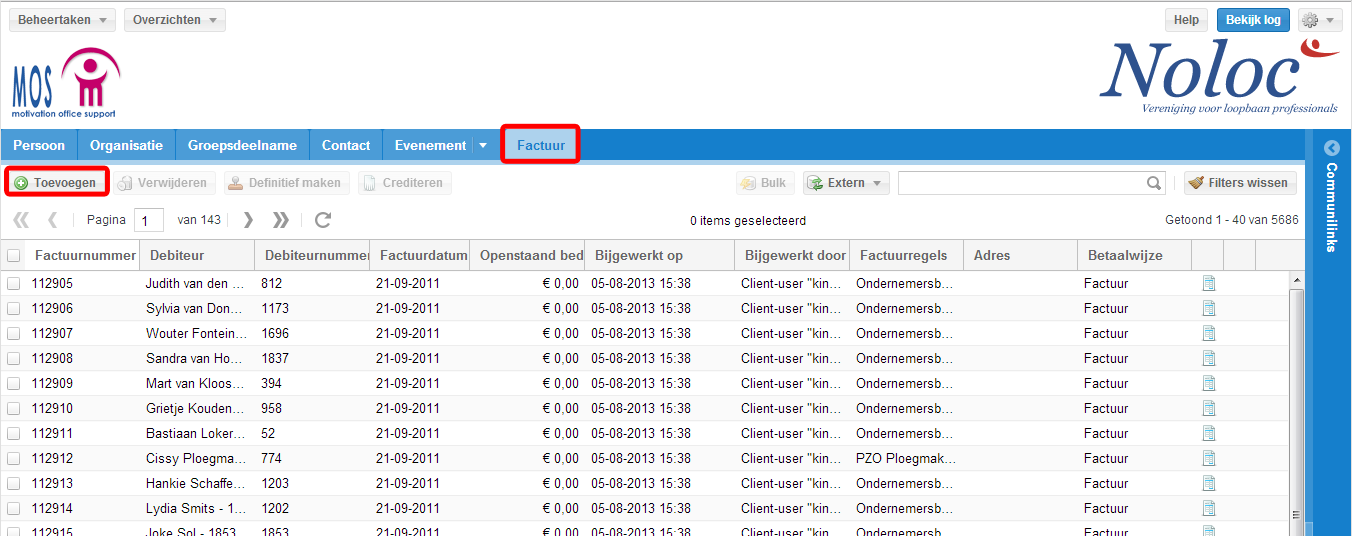 Beheertaken Overzichten Help Bekijk log
MOS
motivation office support
Noloc
Vereniging voor loopbaan professionals
Persoon Organisatie Groepsdeelname Contact Evenement Factuur
Communilinks
Toevoegen Verwijderen Definitief maken Crediteren Bulk Extern Filters wissen
Pagina 1 van 143 0 items geselecteerd Getoond 1 - 40 van 5686
Factuurnummer Debiteur Debiteurnummer Factuurdatum Openstaand bed Bijgewerkt op Bijgewerkt door Factuurregels Adres Betaalwijze
112905 Judith van den ... 812 21-09-2011 € 0,00 05-08-2013 15:38 Client-user "kin... Ondernemersb... Factuur
112906 Sylvia van Don... 1173 21-09-2011 € 0,00 05-08-2013 15:38 Client-user "kin... Ondernemersb... Factuur
112907 Wouter Fontein... 1696 21-09-2011 € 0,00 05-08-2013 15:38 Client-user "kin... Ondernemersb... Factuur
112908 Sandra van Ho... 1837 21-09-2011 € 0,00 05-08-2013 15:38 Client-user "kin... Ondernemersb... Factuur
112909 Mart van Kloos... 394 21-09-2011 € 0,00 05-08-2013 15:38 Client-user "kin... Ondernemersb... Factuur
112910 Grietje Kouden... 958 21-09-2011 € 0,00 05-08-2013 15:38 Client-user "kin... Ondernemersb... Factuur
112911 Bastiaan Loker... 52 21-09-2011 € 0,00 05-08-2013 15:38 Client-user "kin... Ondernemersb... Factuur
112912 Cissy Ploegma... 774 21-09-2011 € 0,00 05-08-2013 15:38 Client-user "kin... PZO Ploegmak... Factuur
112913 Hankie Schaffe... 1203 21-09-2011 € 0,00 05-08-2013 15:38 Client-user "kin... Ondernemersb... Factuur
112914 Lydia Smits - 1... 1202 21-09-2011 € 0,00 05-08-2013 15:38 Client-user "kin... Ondernemersb... Factuur
112915 Joke Sol - 1853 1853 21-09-2011 € 0,00 05-08-2013 15:38 Client-user "kin... Ondernemersb... Factuur